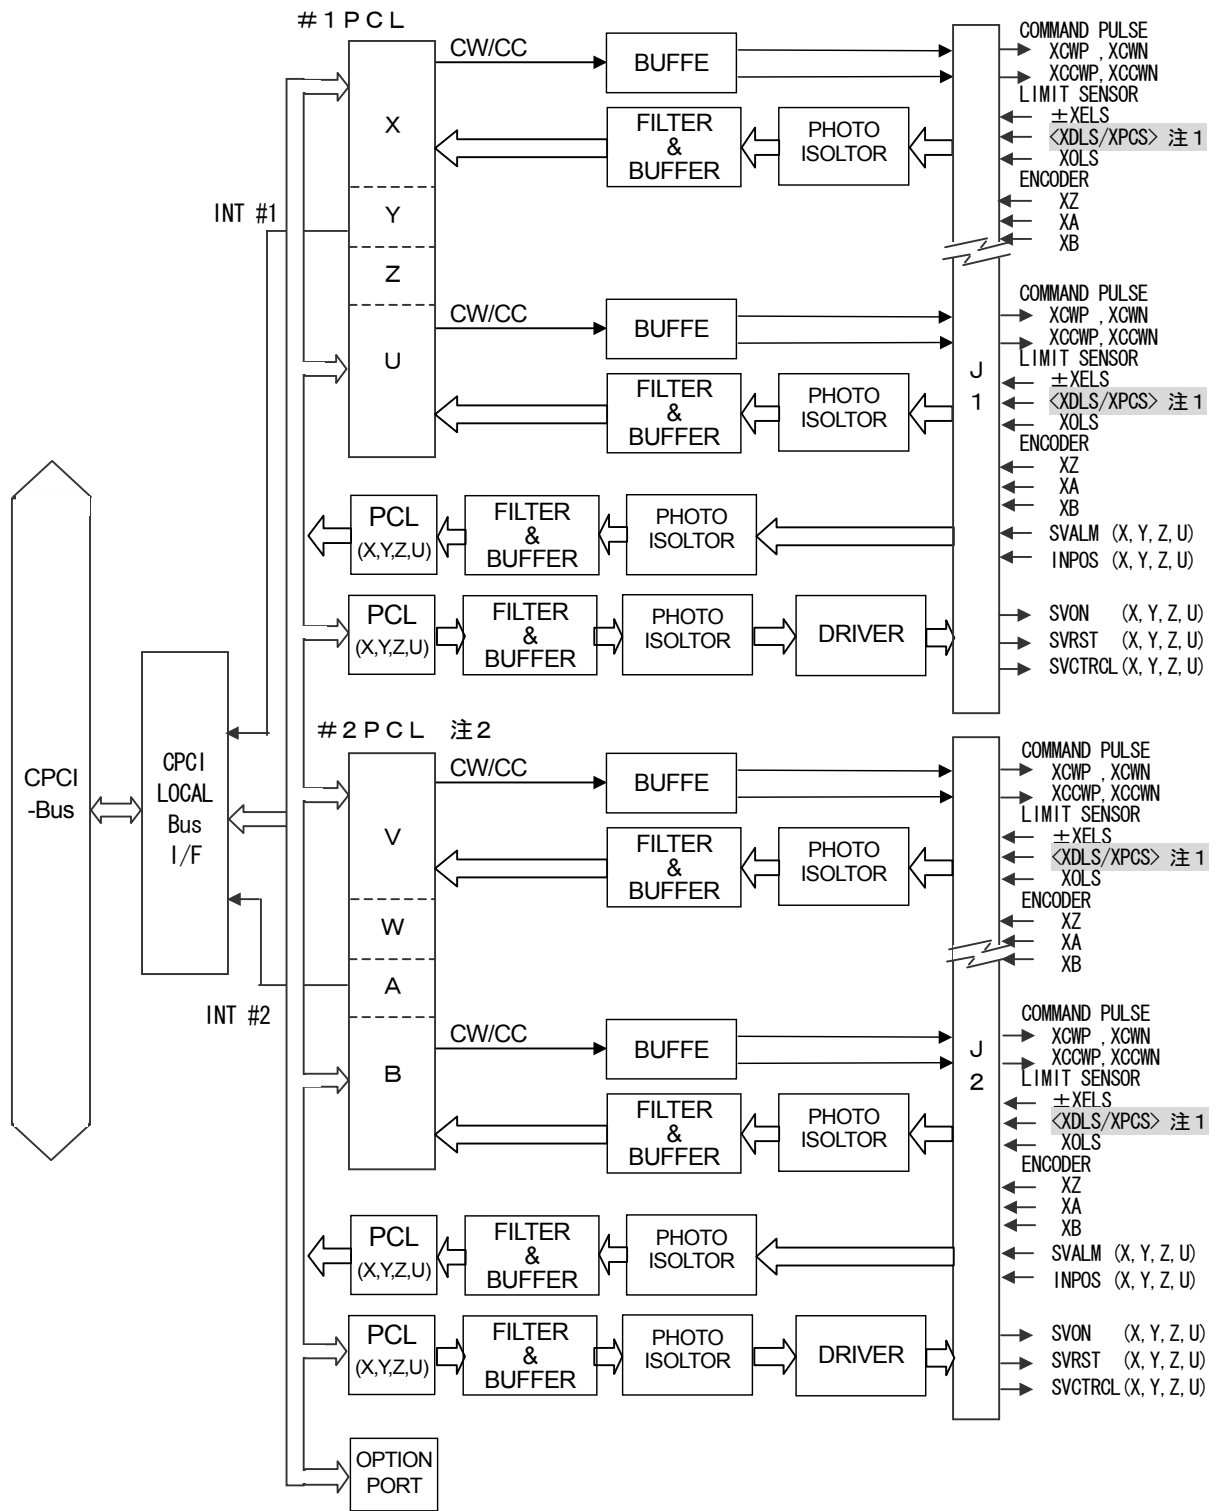 #1PCL
CW/CC
BUFFE
X
FILTER
&
BUFFER
PHOTO
ISOLTOR
COMMAND PULSE
XCWP ,XCWN
XCCWP,XCCWN
LIMIT SENSOR
±XELS
<XDLS/XPCS> 注1
XOLS
ENCODER
XZ
XA
XB
INT #1
Y
Z
U
CW/CC
BUFFE
FILTER
&
BUFFER
PHOTO
ISOLTOR
J
1
COMMAND PULSE
XCWP ,XCWN
XCCWP,XCCWN
LIMIT SENSOR
±XELS
<XDLS/XPCS> 注1
XOLS
ENCODER
XZ
XA
XB
PCL
(X,Y,Z,U)
FILTER
&
BUFFER
PHOTO
ISOLTOR
SVALM (X,Y,Z,U)
INPOS (X,Y,Z,U)
PCL
(X,Y,Z,U)
FILTER
&
BUFFER
PHOTO
ISOLTOR
DRIVER
SVON (X,Y,Z,U)
SVRST (X,Y,Z,U)
SVCTRCL(X,Y,Z,U)
CPCI
-Bus
CPCI
LOCAL
Bus
I/F
#2PCL 注2
CW/CC
BUFFE
V
FILTER
&
BUFFER
PHOTO
ISOLTOR
COMMAND PULSE
XCWP ,XCWN
XCCWP,XCCWN
LIMIT SENSOR
±XELS
<XDLS/XPCS> 注1
XOLS
ENCODER
XZ
XA
XB
W
A
INT #2
B
CW/CC
BUFFE
FILTER
&
BUFFER
PHOTO
ISOLTOR
J
2
COMMAND PULSE
XCWP ,XCWN
XCCWP,XCCWN
LIMIT SENSOR
±XELS
<XDLS/XPCS> 注1
XOLS
ENCODER
XZ
XA
XB
PCL
(X,Y,Z,U)
FILTER
&
BUFFER
PHOTO
ISOLTOR
SVALM (X,Y,Z,U)
INPOS (X,Y,Z,U)
PCL
(X,Y,Z,U)
FILTER
&
BUFFER
PHOTO
ISOLTOR
DRIVER
SVON (X,Y,Z,U)
SVRST (X,Y,Z,U)
SVCTRCL(X,Y,Z,U)
OPTION
PORT